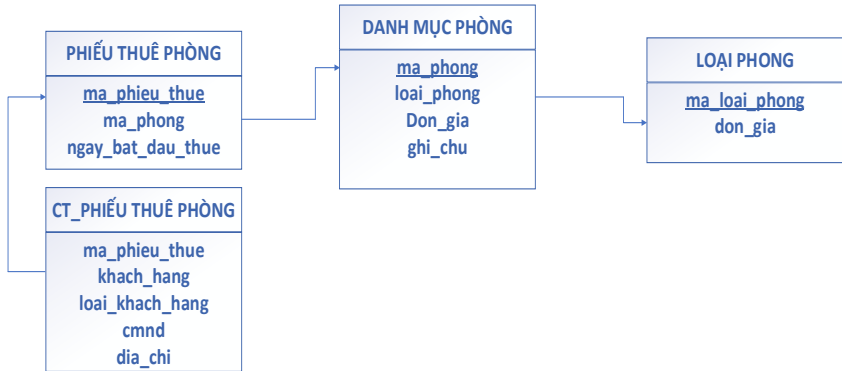 PHIẾU THUÊ PHÒNG
ma_phieu_thue
ma_phong
ngay_bat_dau_thue
CT_PHIẾU THUÊ PHÒNG
ma_phieu_thue
khach_hang
loai_khach_hang
cmnd
dia_chi
DANH MỤC PHÒNG
ma_phong
loai_phong
Don_gia
ghi_chu
LOẠI PHONG
ma_loai_phong
don_gia